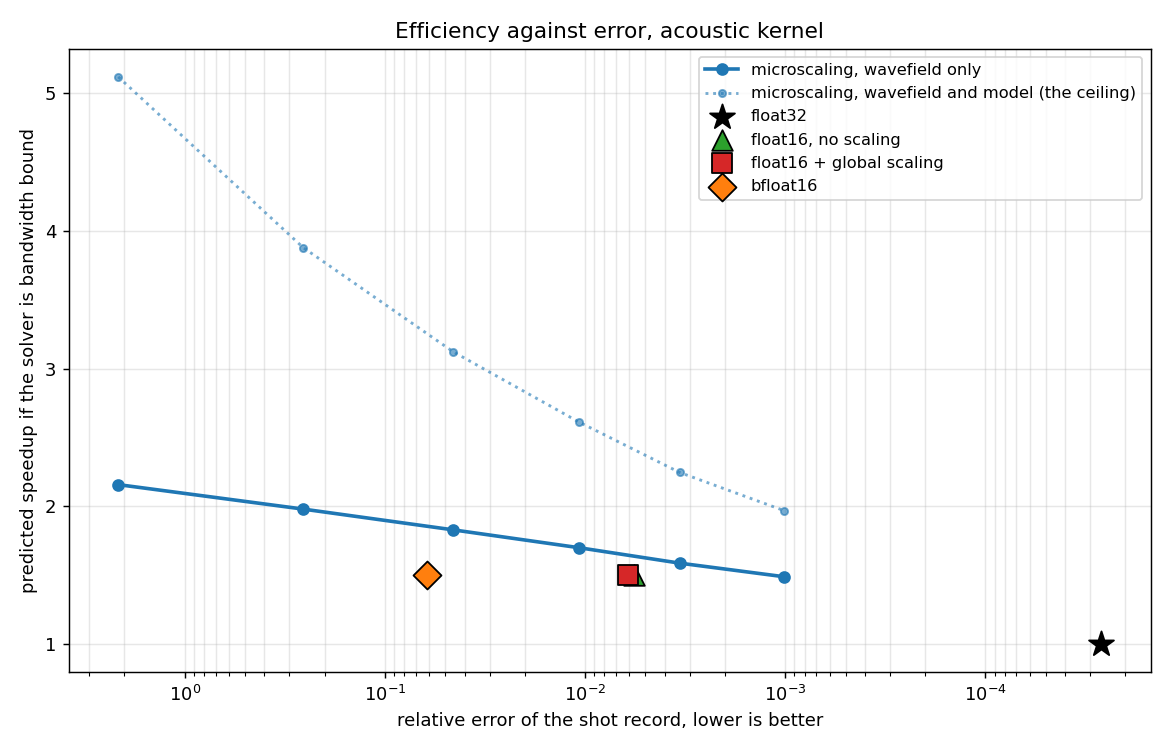 Efficiency against error, acoustic kernel
predicted speedup if the solver is bandwidth bound
5
4
3
2
1
microscaling, wavefield only
microscaling, wavefield and model (the ceiling)
float32
float16, no scaling
float16 + global scaling
bfloat16
10⁰
10⁻¹
10⁻²
10⁻³
10⁻⁴
relative error of the shot record, lower is better